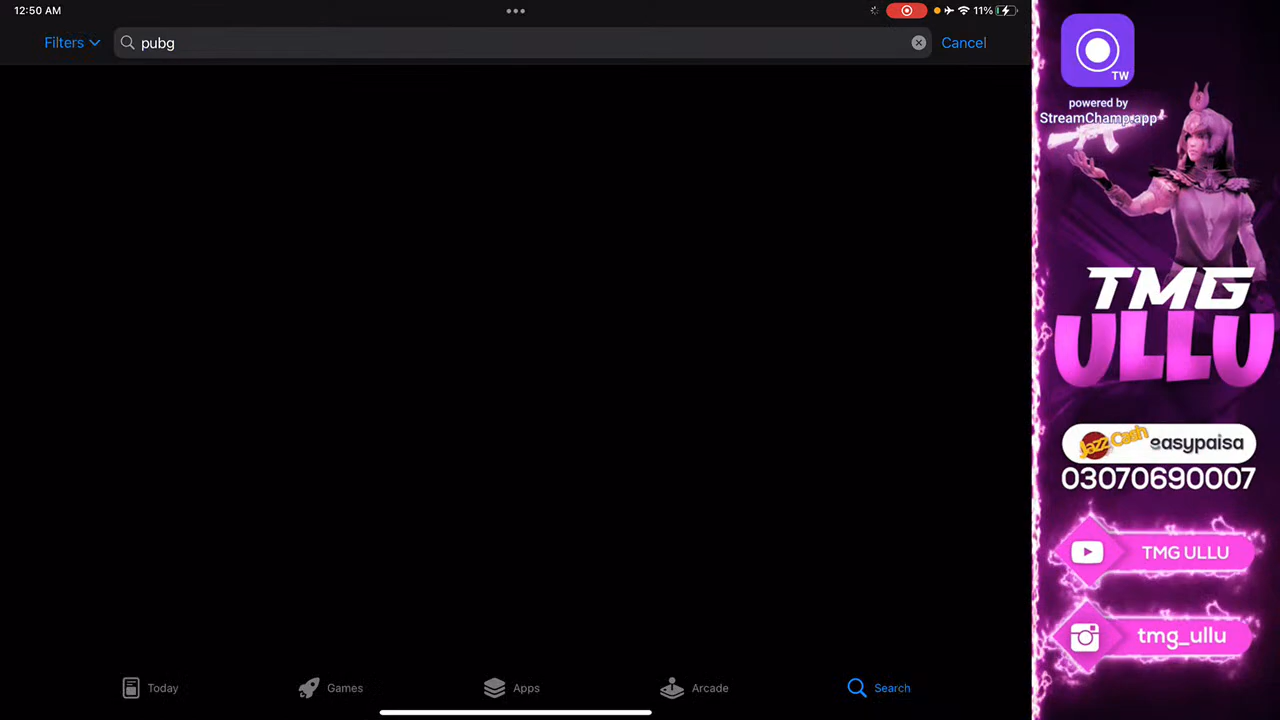 12:50 AM
11%
Filters
pubg
Cancel
Today
Games
Apps
Arcade
Search
TW
powered by
StreamChamp.app
TMG
ULLU
JazzCash
easypaisa
03070690007
TMG ULLU
tmg_ullu